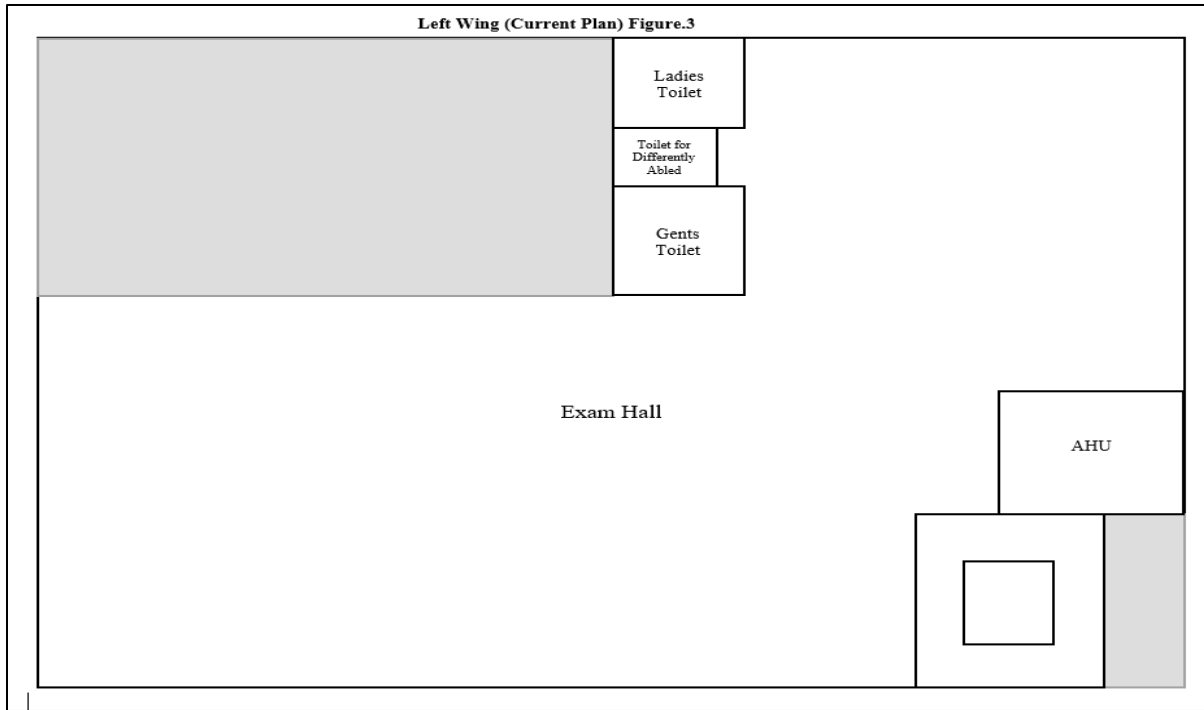 Left Wing (Current Plan) Figure.3
Ladies
Toilet
Toilet for
Differently
Abled
Gents
Toilet
Exam Hall
AHU